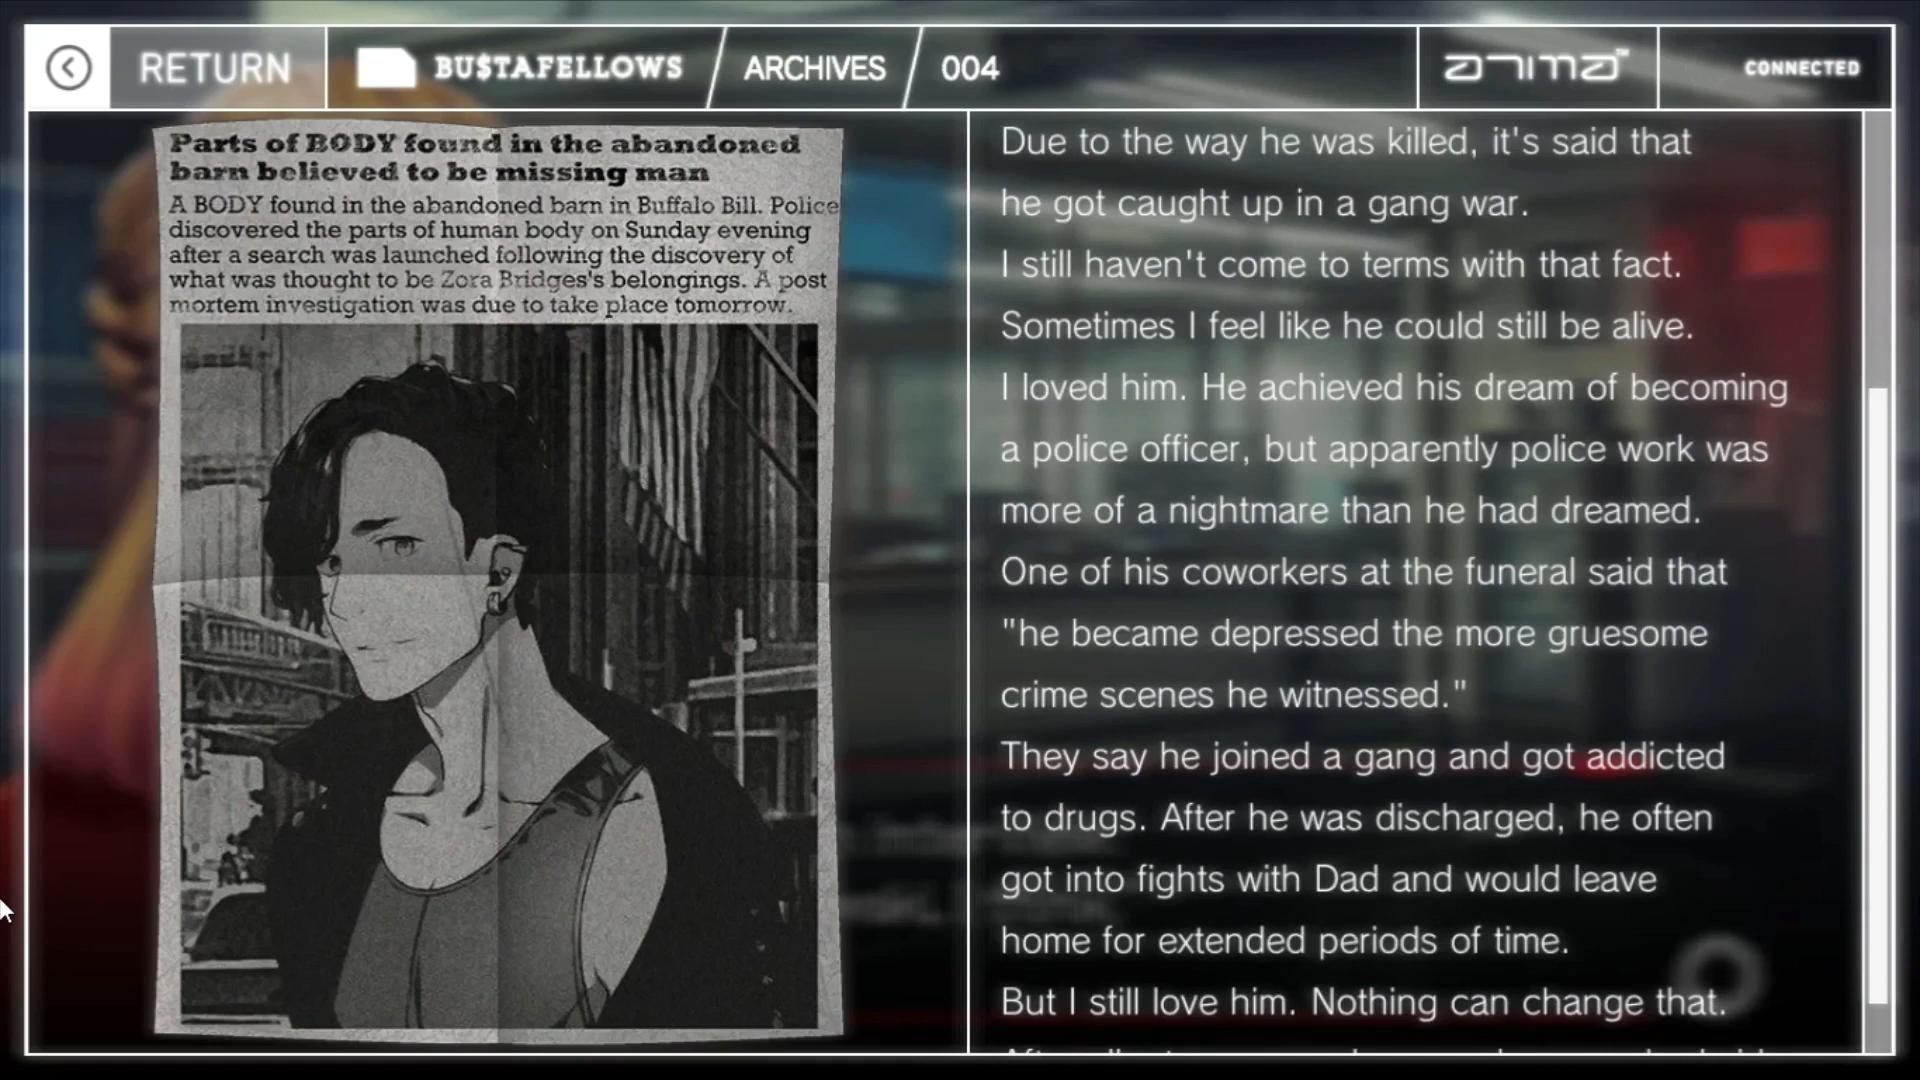 RETURN
BU$TAFELLOWS
ARCHIVES
004
anima™
CONNECTED
Parts of BODY found in the abandoned
barn believed to be missing man
A BODY found in the abandoned barn in Buffalo Bill. Police
discovered the parts of human body on Sunday evening
after a search was launched following the discovery of
what was thought to be Zora Bridges's belongings. A post
mortem investigation was due to take place tomorrow.
Due to the way he was killed, it's said that
he got caught up in a gang war.
I still haven't come to terms with that fact.
Sometimes I feel like he could still be alive.
I loved him. He achieved his dream of becoming
a police officer, but apparently police work was
more of a nightmare than he had dreamed.
One of his coworkers at the funeral said that
"he became depressed the more gruesome
crime scenes he witnessed."
They say he joined a gang and got addicted
to drugs. After he was discharged, he often
got into fights with Dad and would leave
home for extended periods of time.
But I still love him. Nothing can change that.